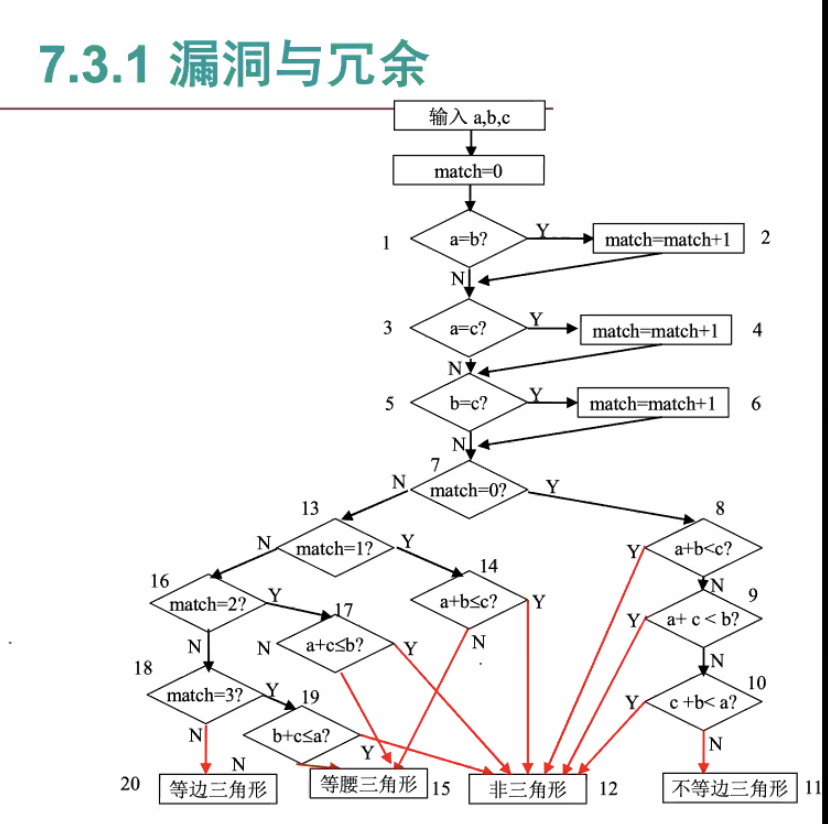 7.3.1 漏洞与冗余
输入 a,b,c
match=0
1
a=b?
Y
match=match+1
2
N
3
a=c?
Y
match=match+1
4
N
5
b=c?
Y
match=match+1
6
N
7
N
match=0?
Y
13
8
N
match=1?
Y
Y
a+b<c?
16
14
N
9
match=2?
Y
17
a+b≤c?
Y
Y
a+ c < b?
N
N
a+c≤b?
Y
N
N
18
10
match=3?
Y
19
Y
c +b< a?
N
b+c≤a?
Y
N
N
20
等边三角形
等腰三角形
15
非三角形
12
不等边三角形
11